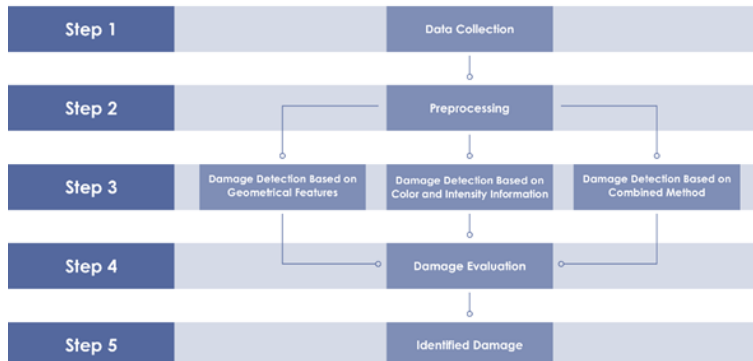 Step 1
Data Collection
Step 2
Preprocessing
Step 3
Damage Detection Based on
Geometrical Features
Damage Detection Based on
Color and Intensity Information
Damage Detection Based on
Combined Method
Step 4
Damage Evaluation
Step 5
Identified Damage